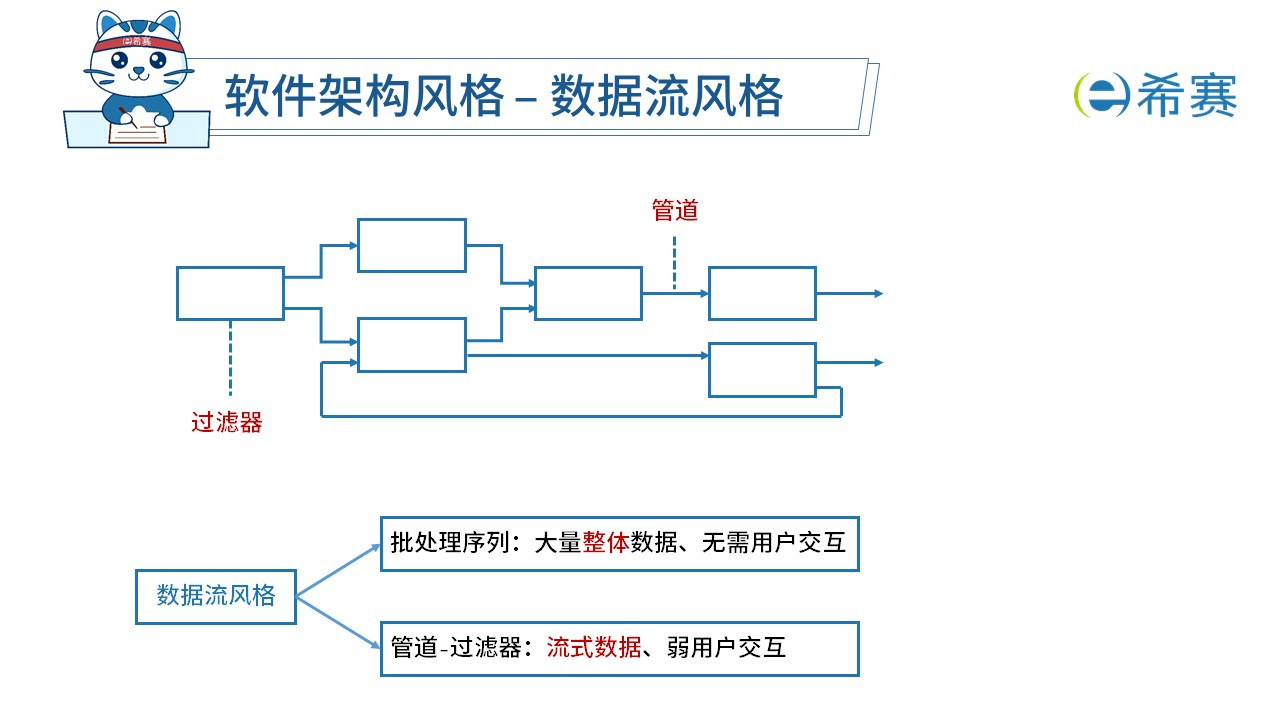 希赛
软件架构风格 – 数据流风格
希赛
管道
过滤器
批处理序列：大量整体数据、无需用户交互
数据流风格
管道-过滤器：流式数据、弱用户交互